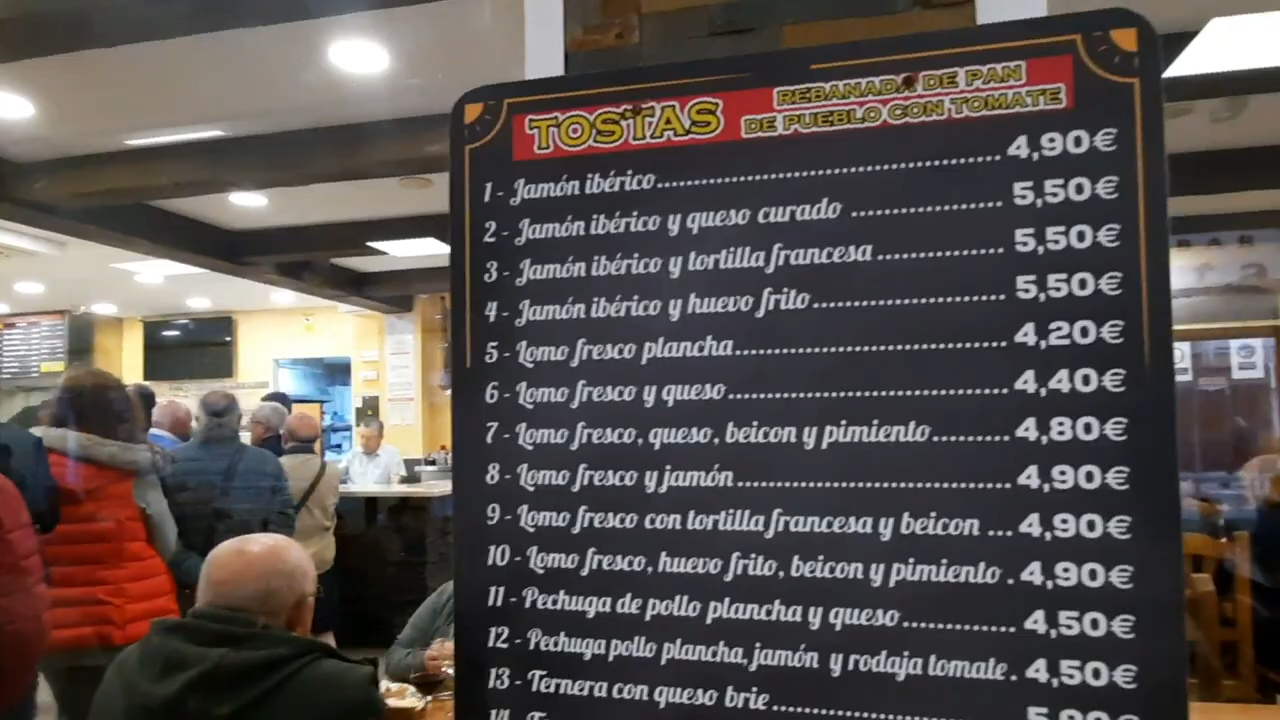 TOSTAS
REBANADA DE PAN
DE PUEBLO CON TOMATE
1 - Jamón ibérico 4,90€
2 - Jamón ibérico y queso curado 5,50€
3 - Jamón ibérico y tortilla francesa 5,50€
4 - Jamón ibérico y huevo frito 5,50€
5 - Lomo fresco plancha 4,20€
6 - Lomo fresco y queso 4,40€
7 - Lomo fresco, queso, beicon y pimiento 4,80€
8 - Lomo fresco y jamón 4,90€
9 - Lomo fresco con tortilla francesa y beicon ... 4,90€
10 - Lomo fresco, huevo frito, beicon y pimiento . 4,90€
11 - Pechuga de pollo plancha y queso 4,50€
12 - Pechuga pollo plancha, jamón y rodaja tomate . 4,50€
13 - Ternera con queso brie
14 -
BAR